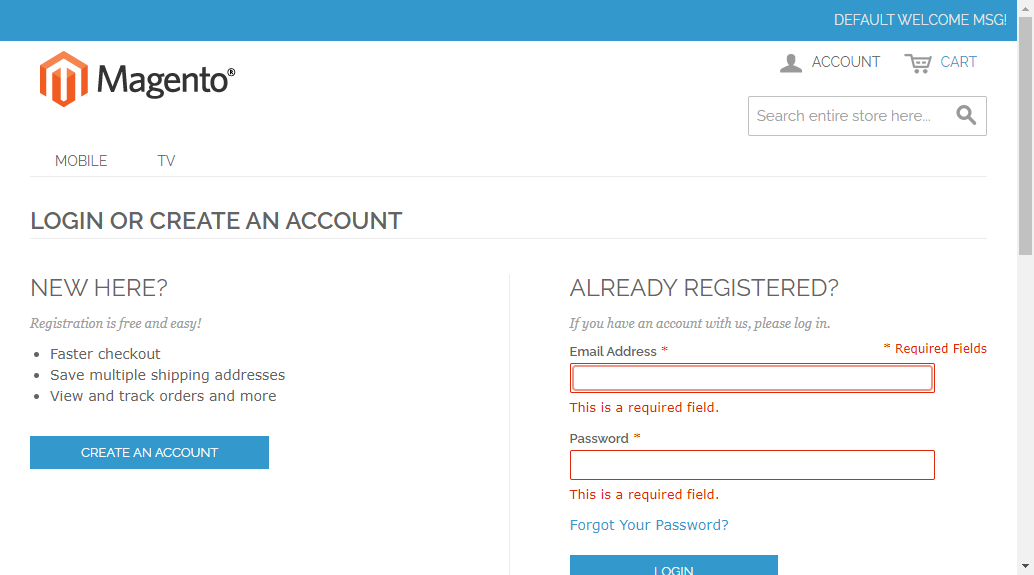 DEFAULT WELCOME MSG!
Magento®
ACCOUNT
CART
Search entire store here...
MOBILE
TV
LOGIN OR CREATE AN ACCOUNT
NEW HERE?
Registration is free and easy!
Faster checkout
Save multiple shipping addresses
View and track orders and more
CREATE AN ACCOUNT
ALREADY REGISTERED?
If you have an account with us, please log in.
* Required Fields
Email Address *
This is a required field.
Password *
This is a required field.
Forgot Your Password?
LOGIN